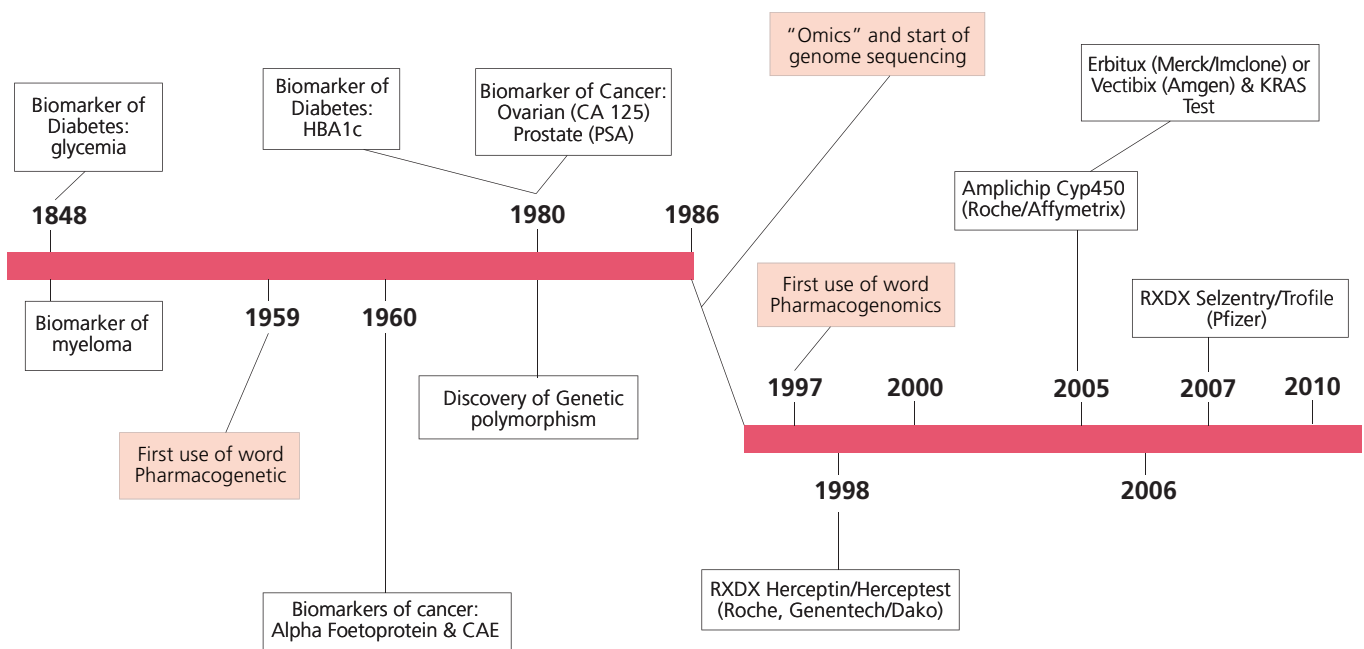 “Omics” and start of
genome sequencing
Erbitux (Merck/Imclone) or
Vectibix (Amgen) & KRAS
Test
Biomarker of
Diabetes:
glycemia
Biomarker of
Diabetes:
HBA1c
Biomarker of Cancer:
Ovarian (CA 125)
Prostate (PSA)
Amplichip Cyp450
(Roche/Affymetrix)
1848
1980
1986
First use of word
Pharmacogenomics
RXDX Selzentry/Trofile
(Pfizer)
Biomarker of
myeloma
1959
1960
Discovery of Genetic
polymorphism
1997
2000
2005
2007
2010
First use of word
Pharmacogenetic
1998
2006
Biomarkers of cancer:
Alpha Foetoprotein & CAE
RXDX Herceptin/Herceptest
(Roche, Genentech/Dako)